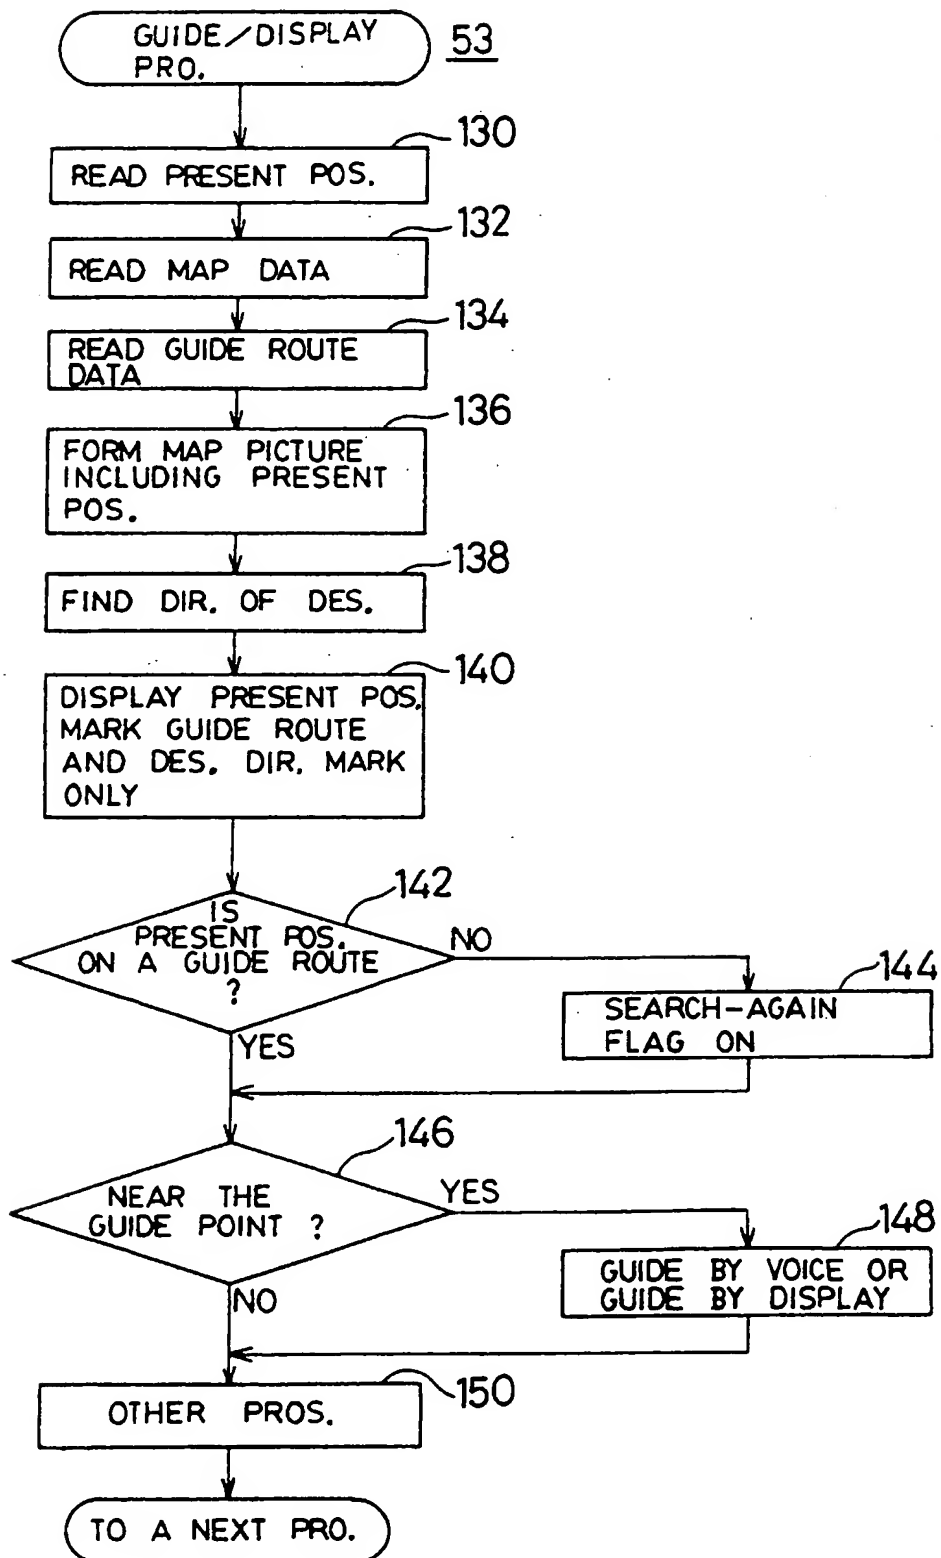 GUIDE/DISPLAY
PRO.
53
130
READ PRESENT POS.
132
READ MAP DATA
134
READ GUIDE ROUTE
DATA
136
FORM MAP PICTURE
INCLUDING PRESENT
POS.
138
FIND DIR. OF DES.
140
DISPLAY PRESENT POS.
MARK GUIDE ROUTE
AND DES. DIR. MARK
ONLY
142
IS
PRESENT POS.
ON A GUIDE ROUTE
?
NO
144
SEARCH-AGAIN
FLAG ON
YES
146
NEAR THE
GUIDE POINT ?
YES
148
GUIDE BY VOICE OR
GUIDE BY DISPLAY
NO
150
OTHER PROS.
TO A NEXT PRO.